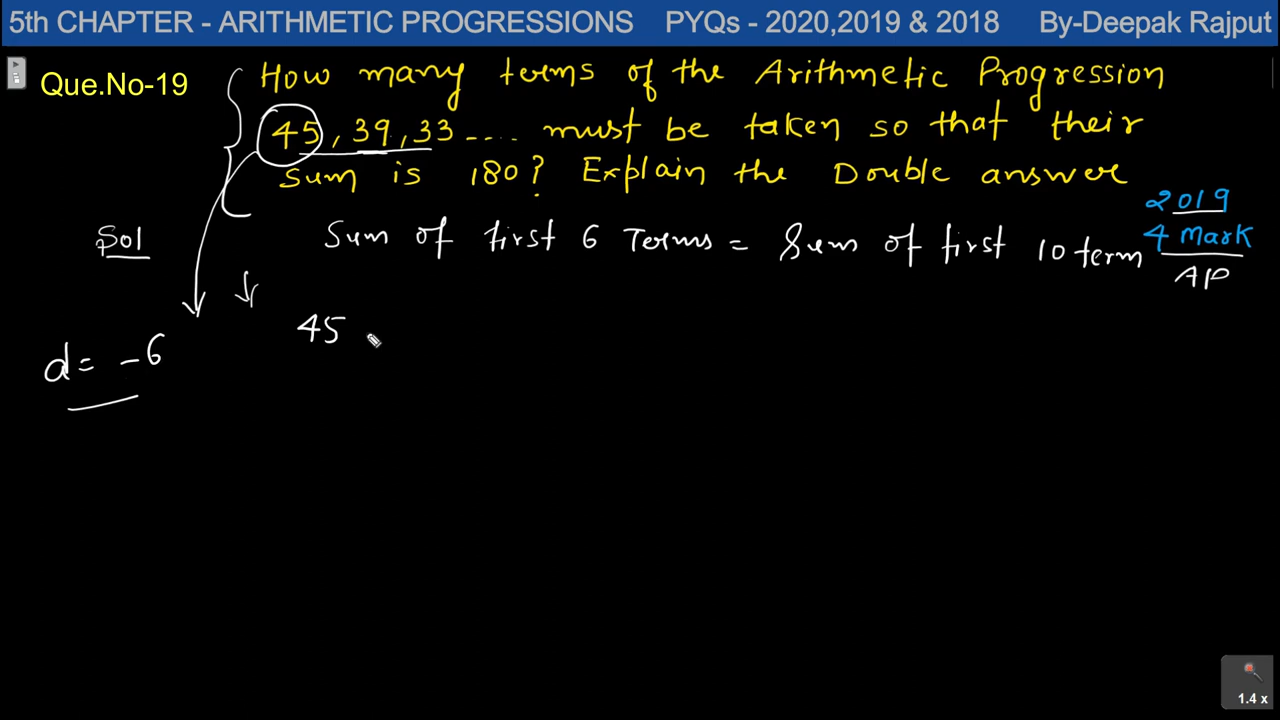 5th CHAPTER - ARITHMETIC PROGRESSIONS PYQs - 2020,2019 & 2018 By-Deepak Rajput
Que.No-19 How many terms of the Arithmetic Progression
45, 39, 33 .... must be taken so that their
sum is 180? Explain the Double answer
2019
4 Mark
AP
Sol Sum of first 6 Terms = Sum of first 10 term
45
d = -6
1.4 x